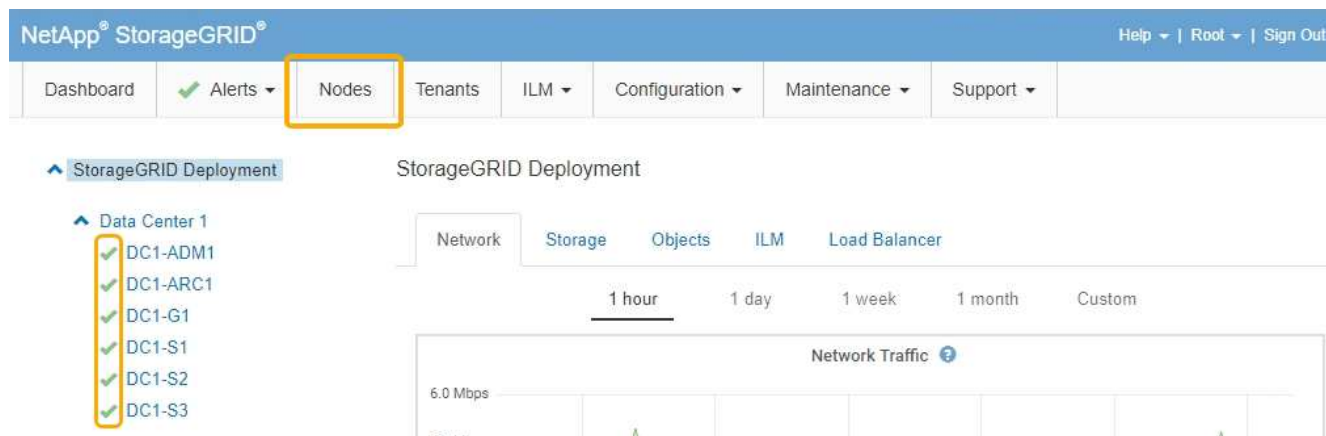 NetApp® StorageGRID®
Help | Root | Sign Out
Dashboard Alerts Nodes Tenants ILM Configuration Maintenance Support
StorageGRID Deployment
Data Center 1
DC1-ADM1
DC1-ARC1
DC1-G1
DC1-S1
DC1-S2
DC1-S3
StorageGRID Deployment
Network Storage Objects ILM Load Balancer
1 hour 1 day 1 week 1 month Custom
Network Traffic ?
6.0 Mbps